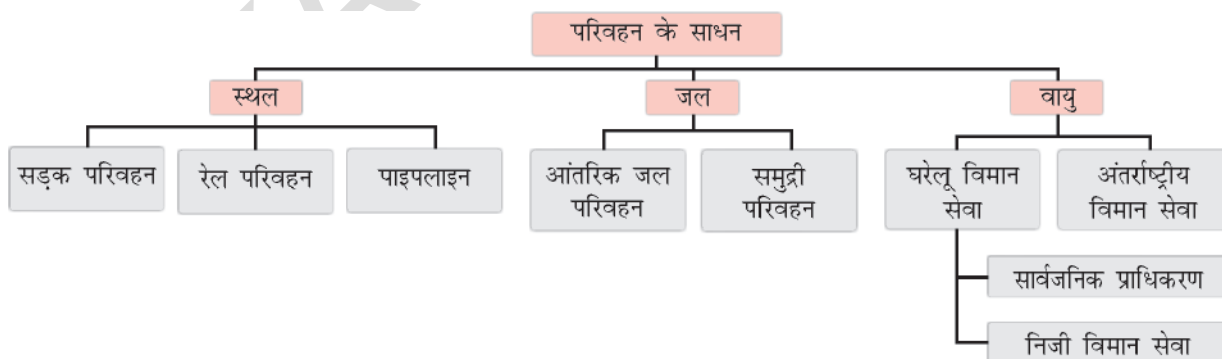 परिवहन के साधन
स्थल
जल
वायु
सड़क परिवहन
रेल परिवहन
पाइपलाइन
आंतरिक जल
परिवहन
समुद्री
परिवहन
घरेलू विमान
सेवा
अंतर्राष्ट्रीय
विमान सेवा
सार्वजनिक प्राधिकरण
निजी विमान सेवा